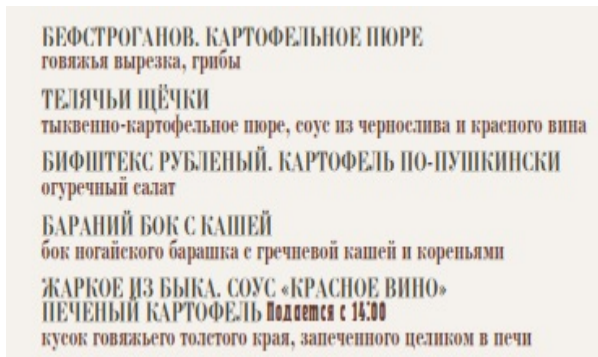 БЕФСТРОГАНОВ. КАРТОФЕЛЬНОЕ ПЮРЕ
говяжья вырезка, грибы
ТЕЛЯЧЬИ ЩЁЧКИ
тыквенно-картофельное пюре, соус из чернослива и красного вина
БИФШТЕКС РУБЛЕНЫЙ. КАРТОФЕЛЬ ПО-ПУШКИНСКИ
огуречный салат
БАРАНИЙ БОК С КАШЕЙ
бок ногайского барашка с гречневой кашей и кореньями
ЖАРКОЕ ИЗ БЫКА. СОУС «КРАСНОЕ ВИНО»
ПЕЧЕНЫЙ КАРТОФЕЛЬ Подается с 14:00
кусок говяжьего толстого края, запеченного целиком в печи